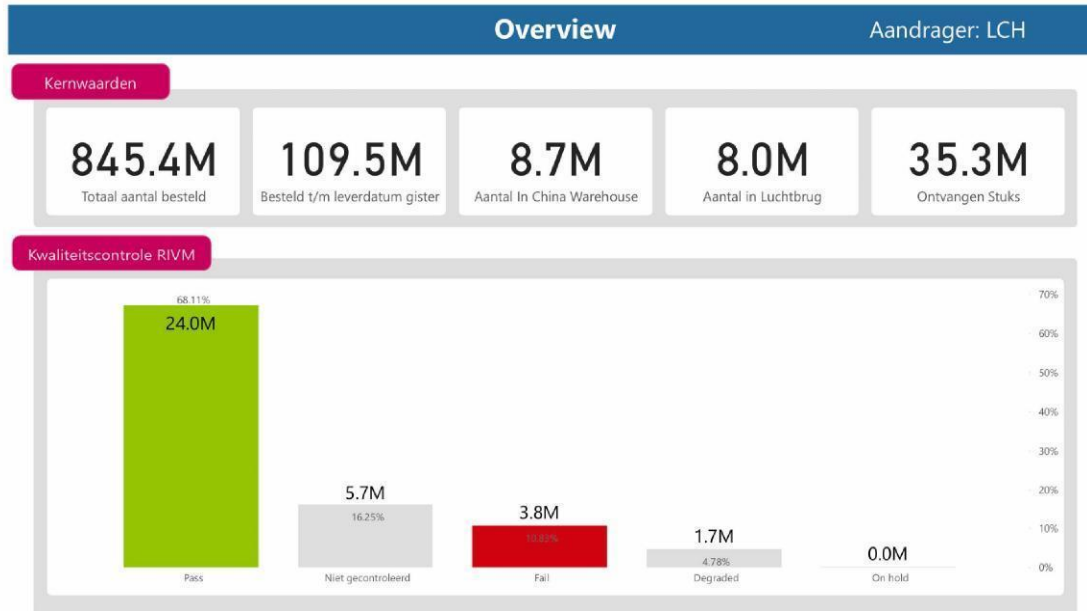 Overview
Aandrager: LCH
Kernwaarden
845.4M
Totaal aantal besteld
109.5M
Besteld t/m leverdatum gister
8.7M
Aantal In China Warehouse
8.0M
Aantal in Luchtbrug
35.3M
Ontvangen Stuks
Kwaliteitscontrole RIVM
68.11%
24.0M
5.7M
16.25%
3.8M
10.83%
1.7M
4.78%
0.0M
70%
60%
50%
40%
30%
20%
10%
0%
Pass
Niet gecontroleerd
Fail
Degraded
On hold